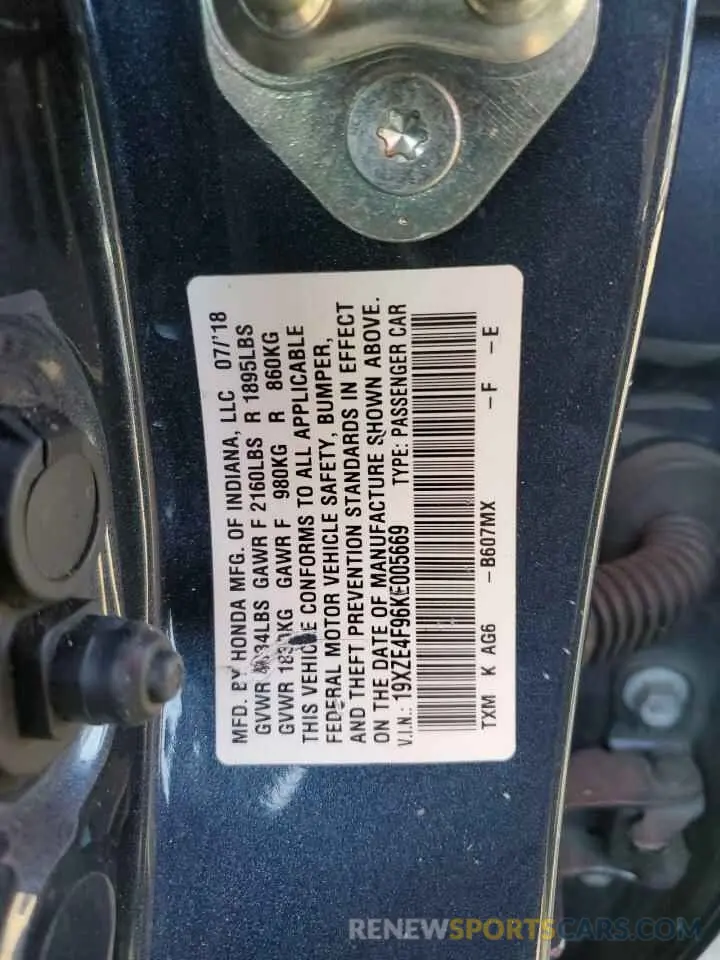 MFD. BY HONDA MFG. OF INDIANA, LLC 07/'18
GVWR LBS GAWR F 2160LBS R 1895LBS
GVWR KG GAWR F 980KG R 860KG
THIS VEHICLE CONFORMS TO ALL APPLICABLE
FEDERAL MOTOR VEHICLE SAFETY, BUMPER,
AND THEFT PREVENTION STANDARDS IN EFFECT
ON THE DATE OF MANUFACTURE SHOWN ABOVE.
V.I.N.: 19XZE4F96KE005669 TYPE: PASSENGER CAR
TXM K AG6 -B607MX -F -E
RENEWSPORTSCARS.COM